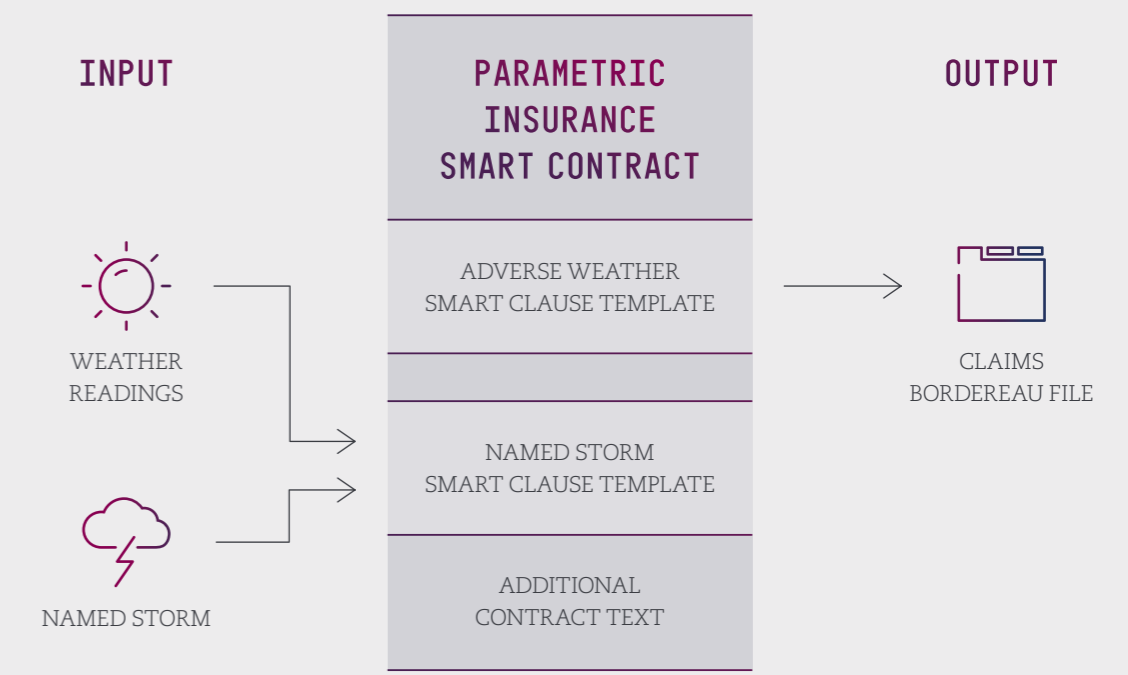 INPUT
PARAMETRIC
INSURANCE
SMART CONTRACT
OUTPUT
WEATHER
READINGS
NAMED STORM
ADVERSE WEATHER
SMART CLAUSE TEMPLATE
NAMED STORM
SMART CLAUSE TEMPLATE
ADDITIONAL
CONTRACT TEXT
CLAIMS
BORDEREAU FILE